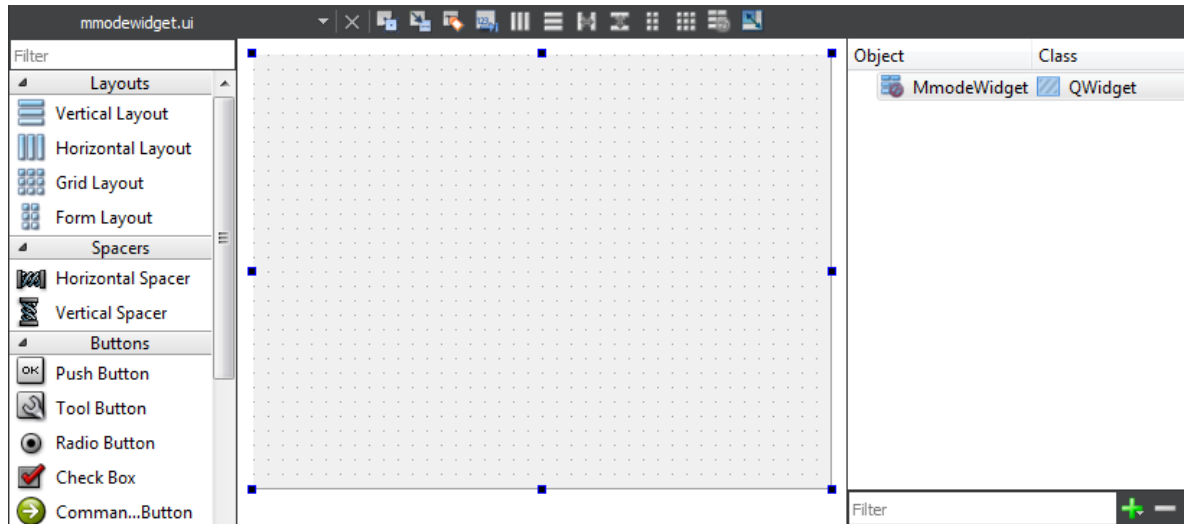 mmodewidget.ui
Filter
Layouts
Vertical Layout
Horizontal Layout
Grid Layout
Form Layout
Spacers
Horizontal Spacer
Vertical Spacer
Buttons
OK Push Button
Tool Button
Radio Button
Check Box
Comman...Button
Object Class
MmodeWidget QWidget
Filter